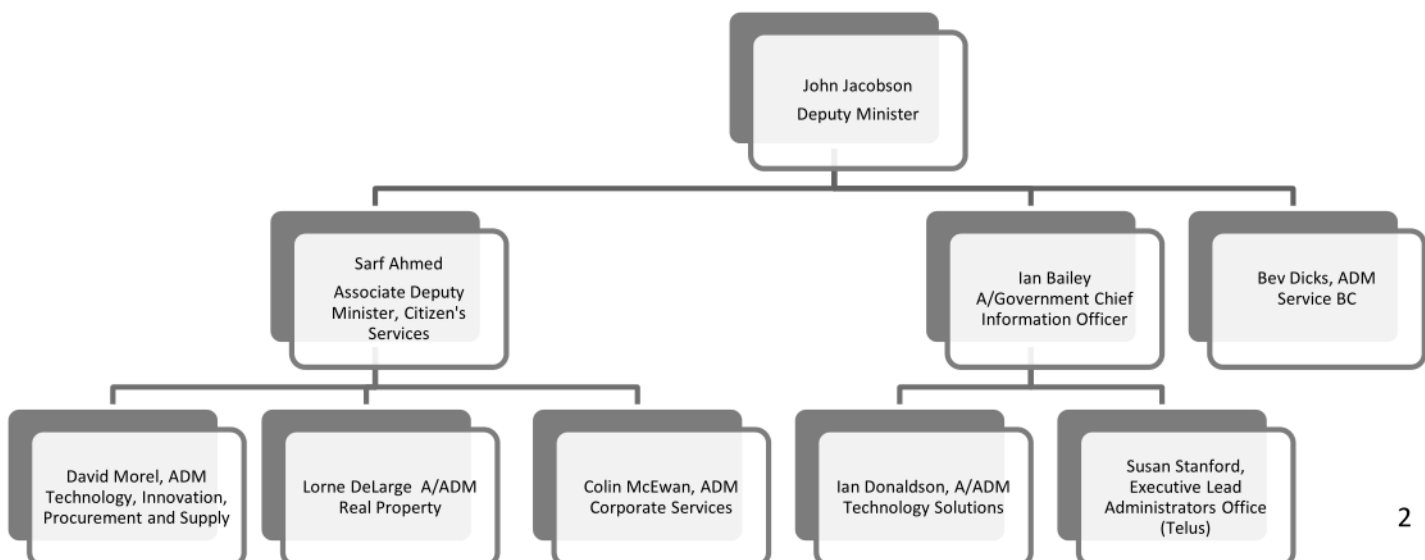 John Jacobson
Deputy Minister
Sarf Ahmed
Associate Deputy
Minister, Citizen's
Services
Ian Bailey
A/Government Chief
Information Officer
Bev Dicks, ADM
Service BC
David Morel, ADM
Technology, Innovation,
Procurement and Supply
Lorne DeLarge A/ADM
Real Property
Colin McEwan, ADM
Corporate Services
Ian Donaldson, A/ADM
Technology Solutions
Susan Stanford,
Executive Lead
Administrators Office
(Telus)
2